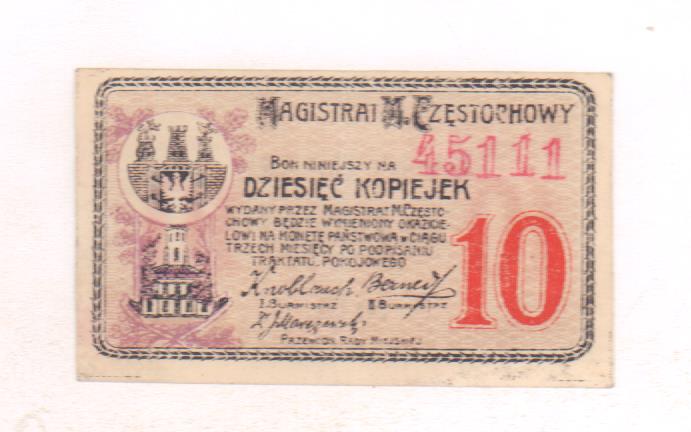 MAGISTRAT M. CZĘSTOCHOWY
45111
BON NINIEJSZY NA
DZIESIĘĆ KOPIEJEK
WYDANY PRZEZ MAGISTRAT M. CZĘSTO-
CHOWY BĘDZIE WYMIENIONY OKAZICIE-
LOWI NA MONETĘ PAŃSTWOWĄ W CIĄGU
TRZECH MIESIĘCY PO PODPISANIU
TRAKTATU POKOJOWEGO
10
I BURMISTRZ II BURMISTRZ
PRZEWODN. RADY MIEJSKIEJ